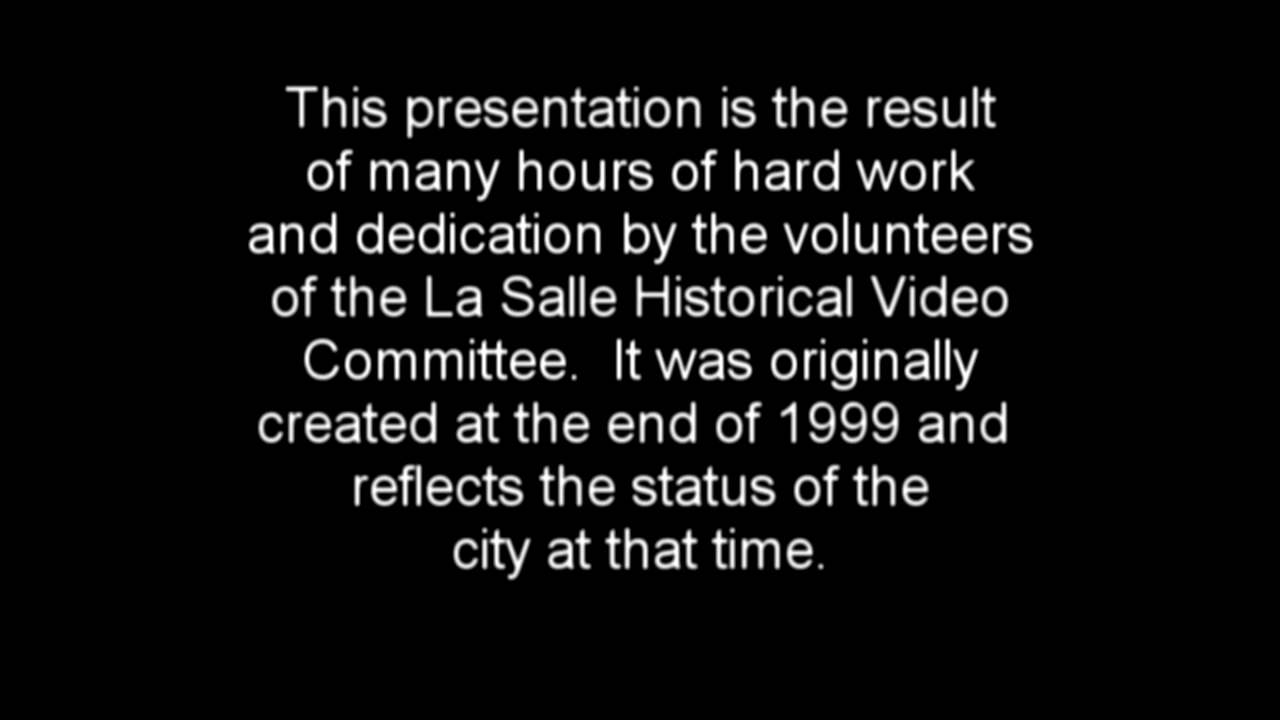 This presentation is the result
of many hours of hard work
and dedication by the volunteers
of the La Salle Historical Video
Committee.  It was originally
created at the end of 1999 and
reflects the status of the
city at that time.